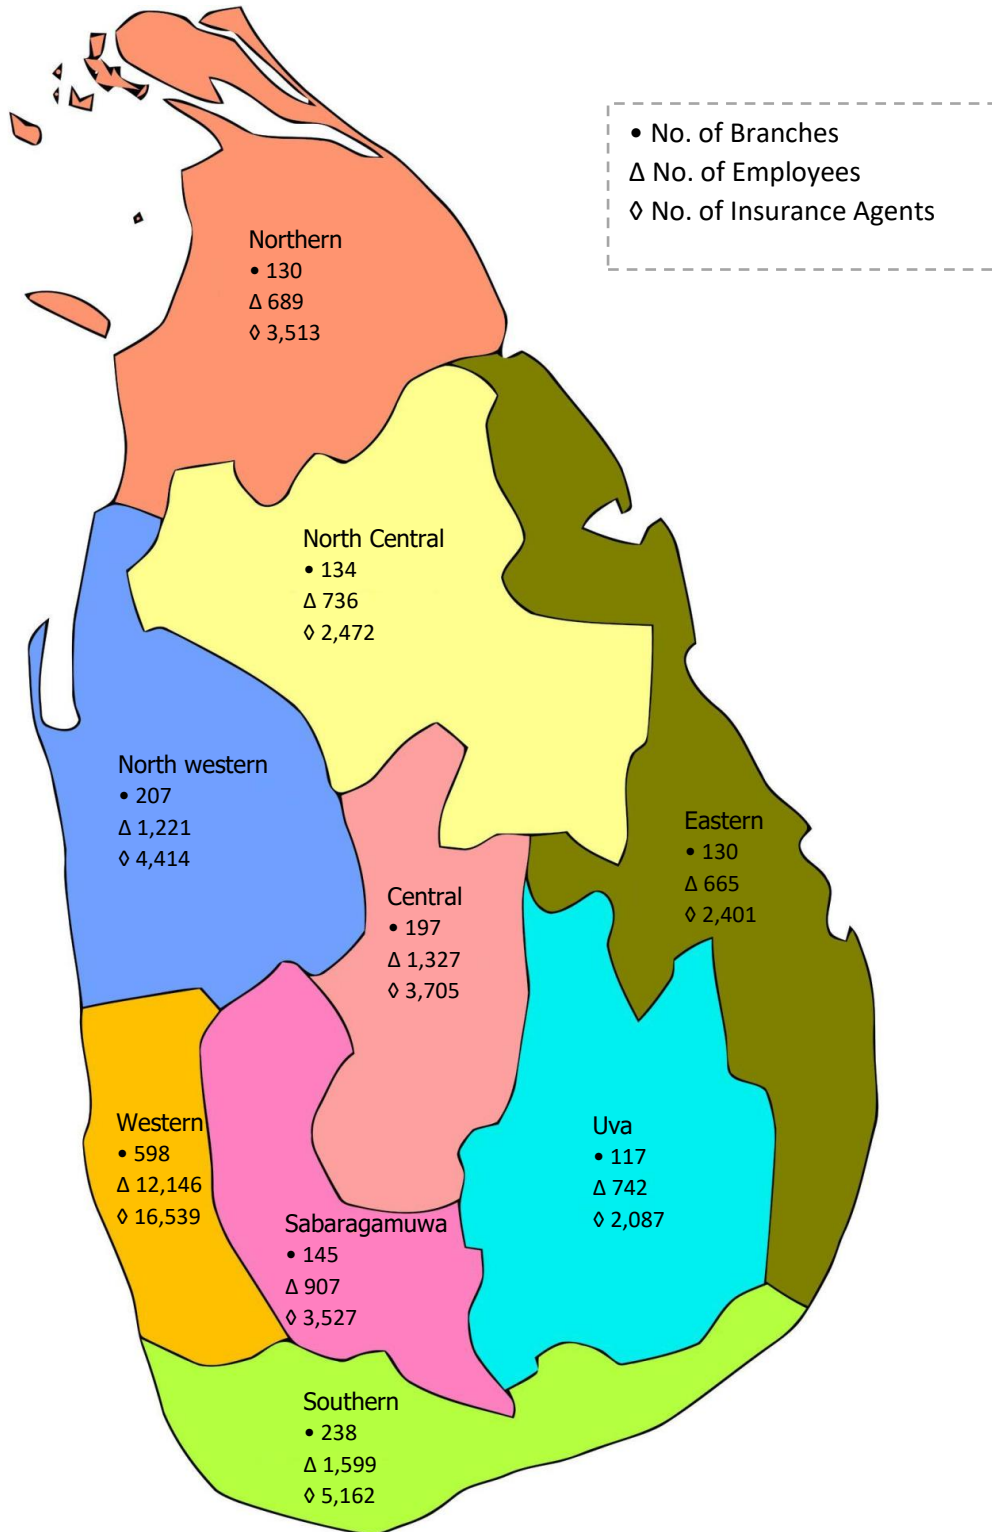 • No. of Branches
Δ No. of Employees
◊ No. of Insurance Agents
Northern
• 130
Δ 689
◊ 3,513
North Central
• 134
Δ 736
◊ 2,472
North western
• 207
Δ 1,221
◊ 4,414
Eastern
• 130
Δ 665
◊ 2,401
Central
• 197
Δ 1,327
◊ 3,705
Western
• 598
Δ 12,146
◊ 16,539
Uva
• 117
Δ 742
◊ 2,087
Sabaragamuwa
• 145
Δ 907
◊ 3,527
Southern
• 238
Δ 1,599
◊ 5,162